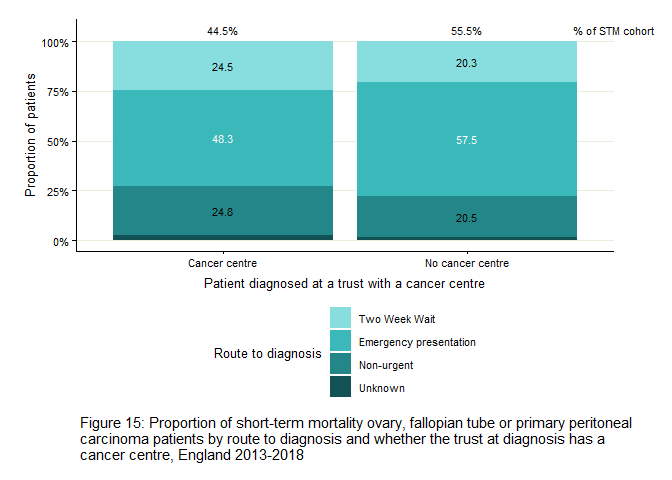 44.5%
55.5%
% of STM cohort
100%
75%
50%
25%
0%
Proportion of patients
24.5
48.3
24.8
20.3
57.5
20.5
Cancer centre
No cancer centre
Patient diagnosed at a trust with a cancer centre
Route to diagnosis
Two Week Wait
Emergency presentation
Non-urgent
Unknown
Figure 15: Proportion of short-term mortality ovary, fallopian tube or primary peritoneal
carcinoma patients by route to diagnosis and whether the trust at diagnosis has a
cancer centre, England 2013-2018